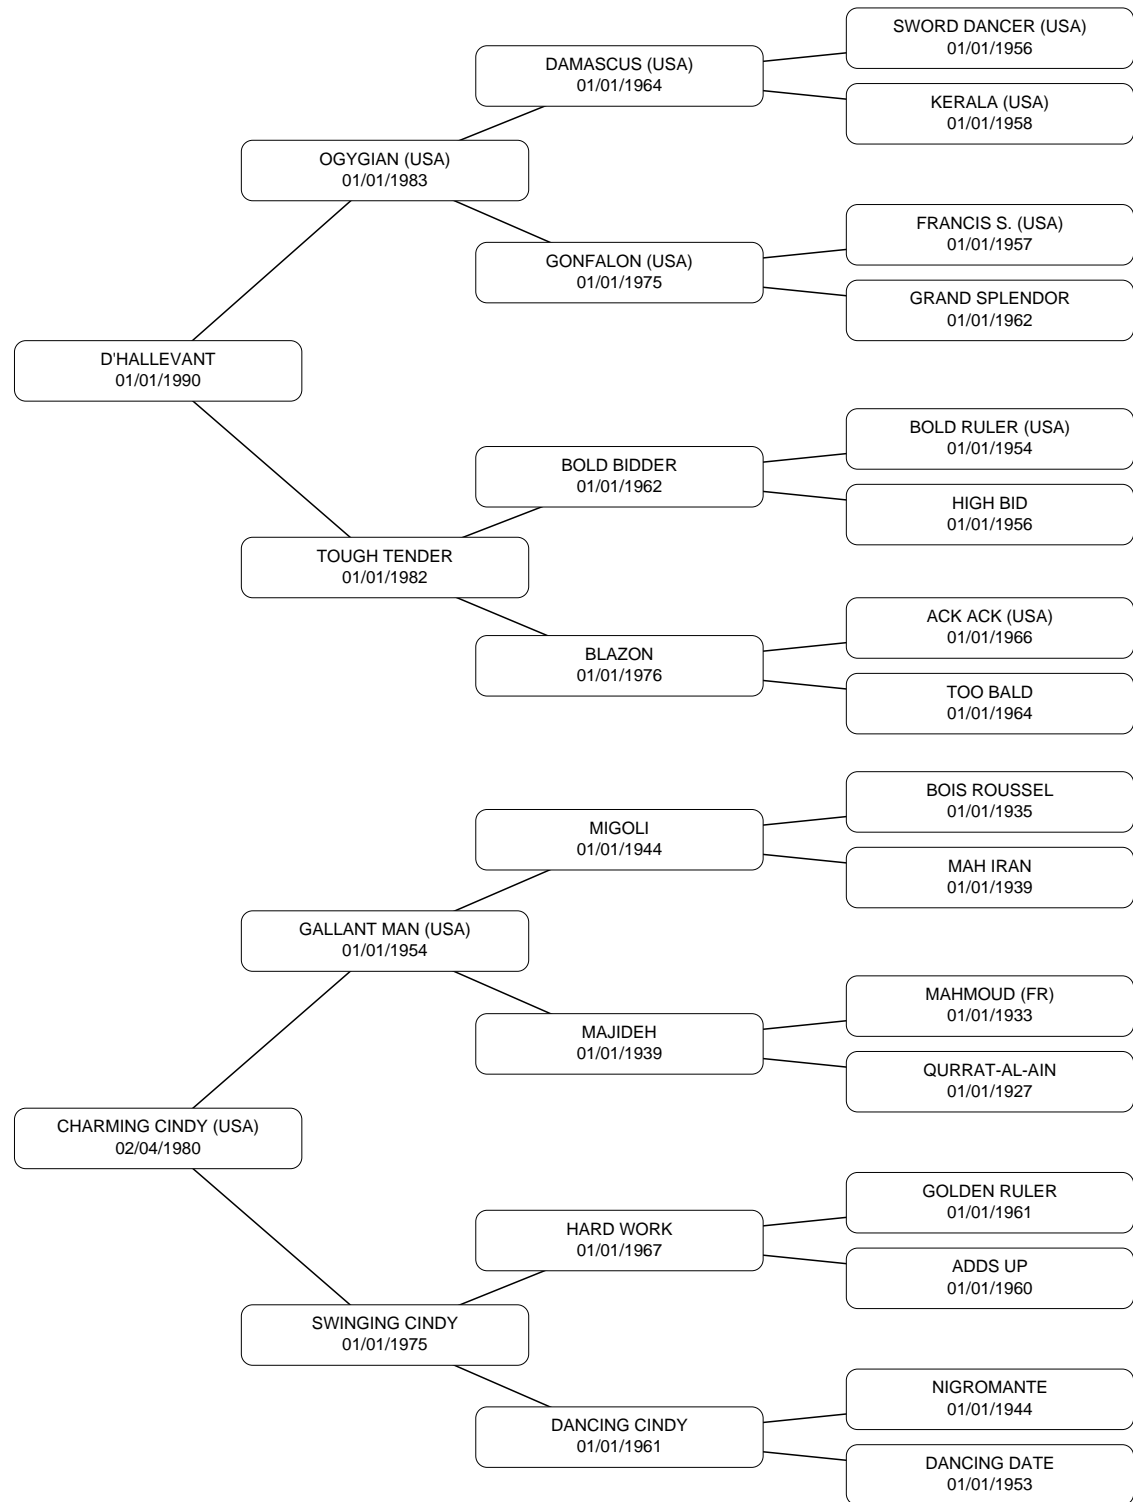 SWORD DANCER (USA)
01/01/1956
DAMASCUS (USA)
01/01/1964
KERALA (USA)
01/01/1958
OGYGIAN (USA)
01/01/1983
FRANCIS S. (USA)
01/01/1957
GONFALON (USA)
01/01/1975
GRAND SPLENDOR
01/01/1962
D'HALLEVANT
01/01/1990
BOLD RULER (USA)
01/01/1954
BOLD BIDDER
01/01/1962
HIGH BID
01/01/1956
TOUGH TENDER
01/01/1982
ACK ACK (USA)
01/01/1966
BLAZON
01/01/1976
TOO BALD
01/01/1964
BOIS ROUSSEL
01/01/1935
MIGOLI
01/01/1944
MAH IRAN
01/01/1939
GALLANT MAN (USA)
01/01/1954
MAHMOUD (FR)
01/01/1933
MAJIDEH
01/01/1939
QURRAT-AL-AIN
01/01/1927
CHARMING CINDY (USA)
02/04/1980
GOLDEN RULER
01/01/1961
HARD WORK
01/01/1967
ADDS UP
01/01/1960
SWINGING CINDY
01/01/1975
NIGROMANTE
01/01/1944
DANCING CINDY
01/01/1961
DANCING DATE
01/01/1953